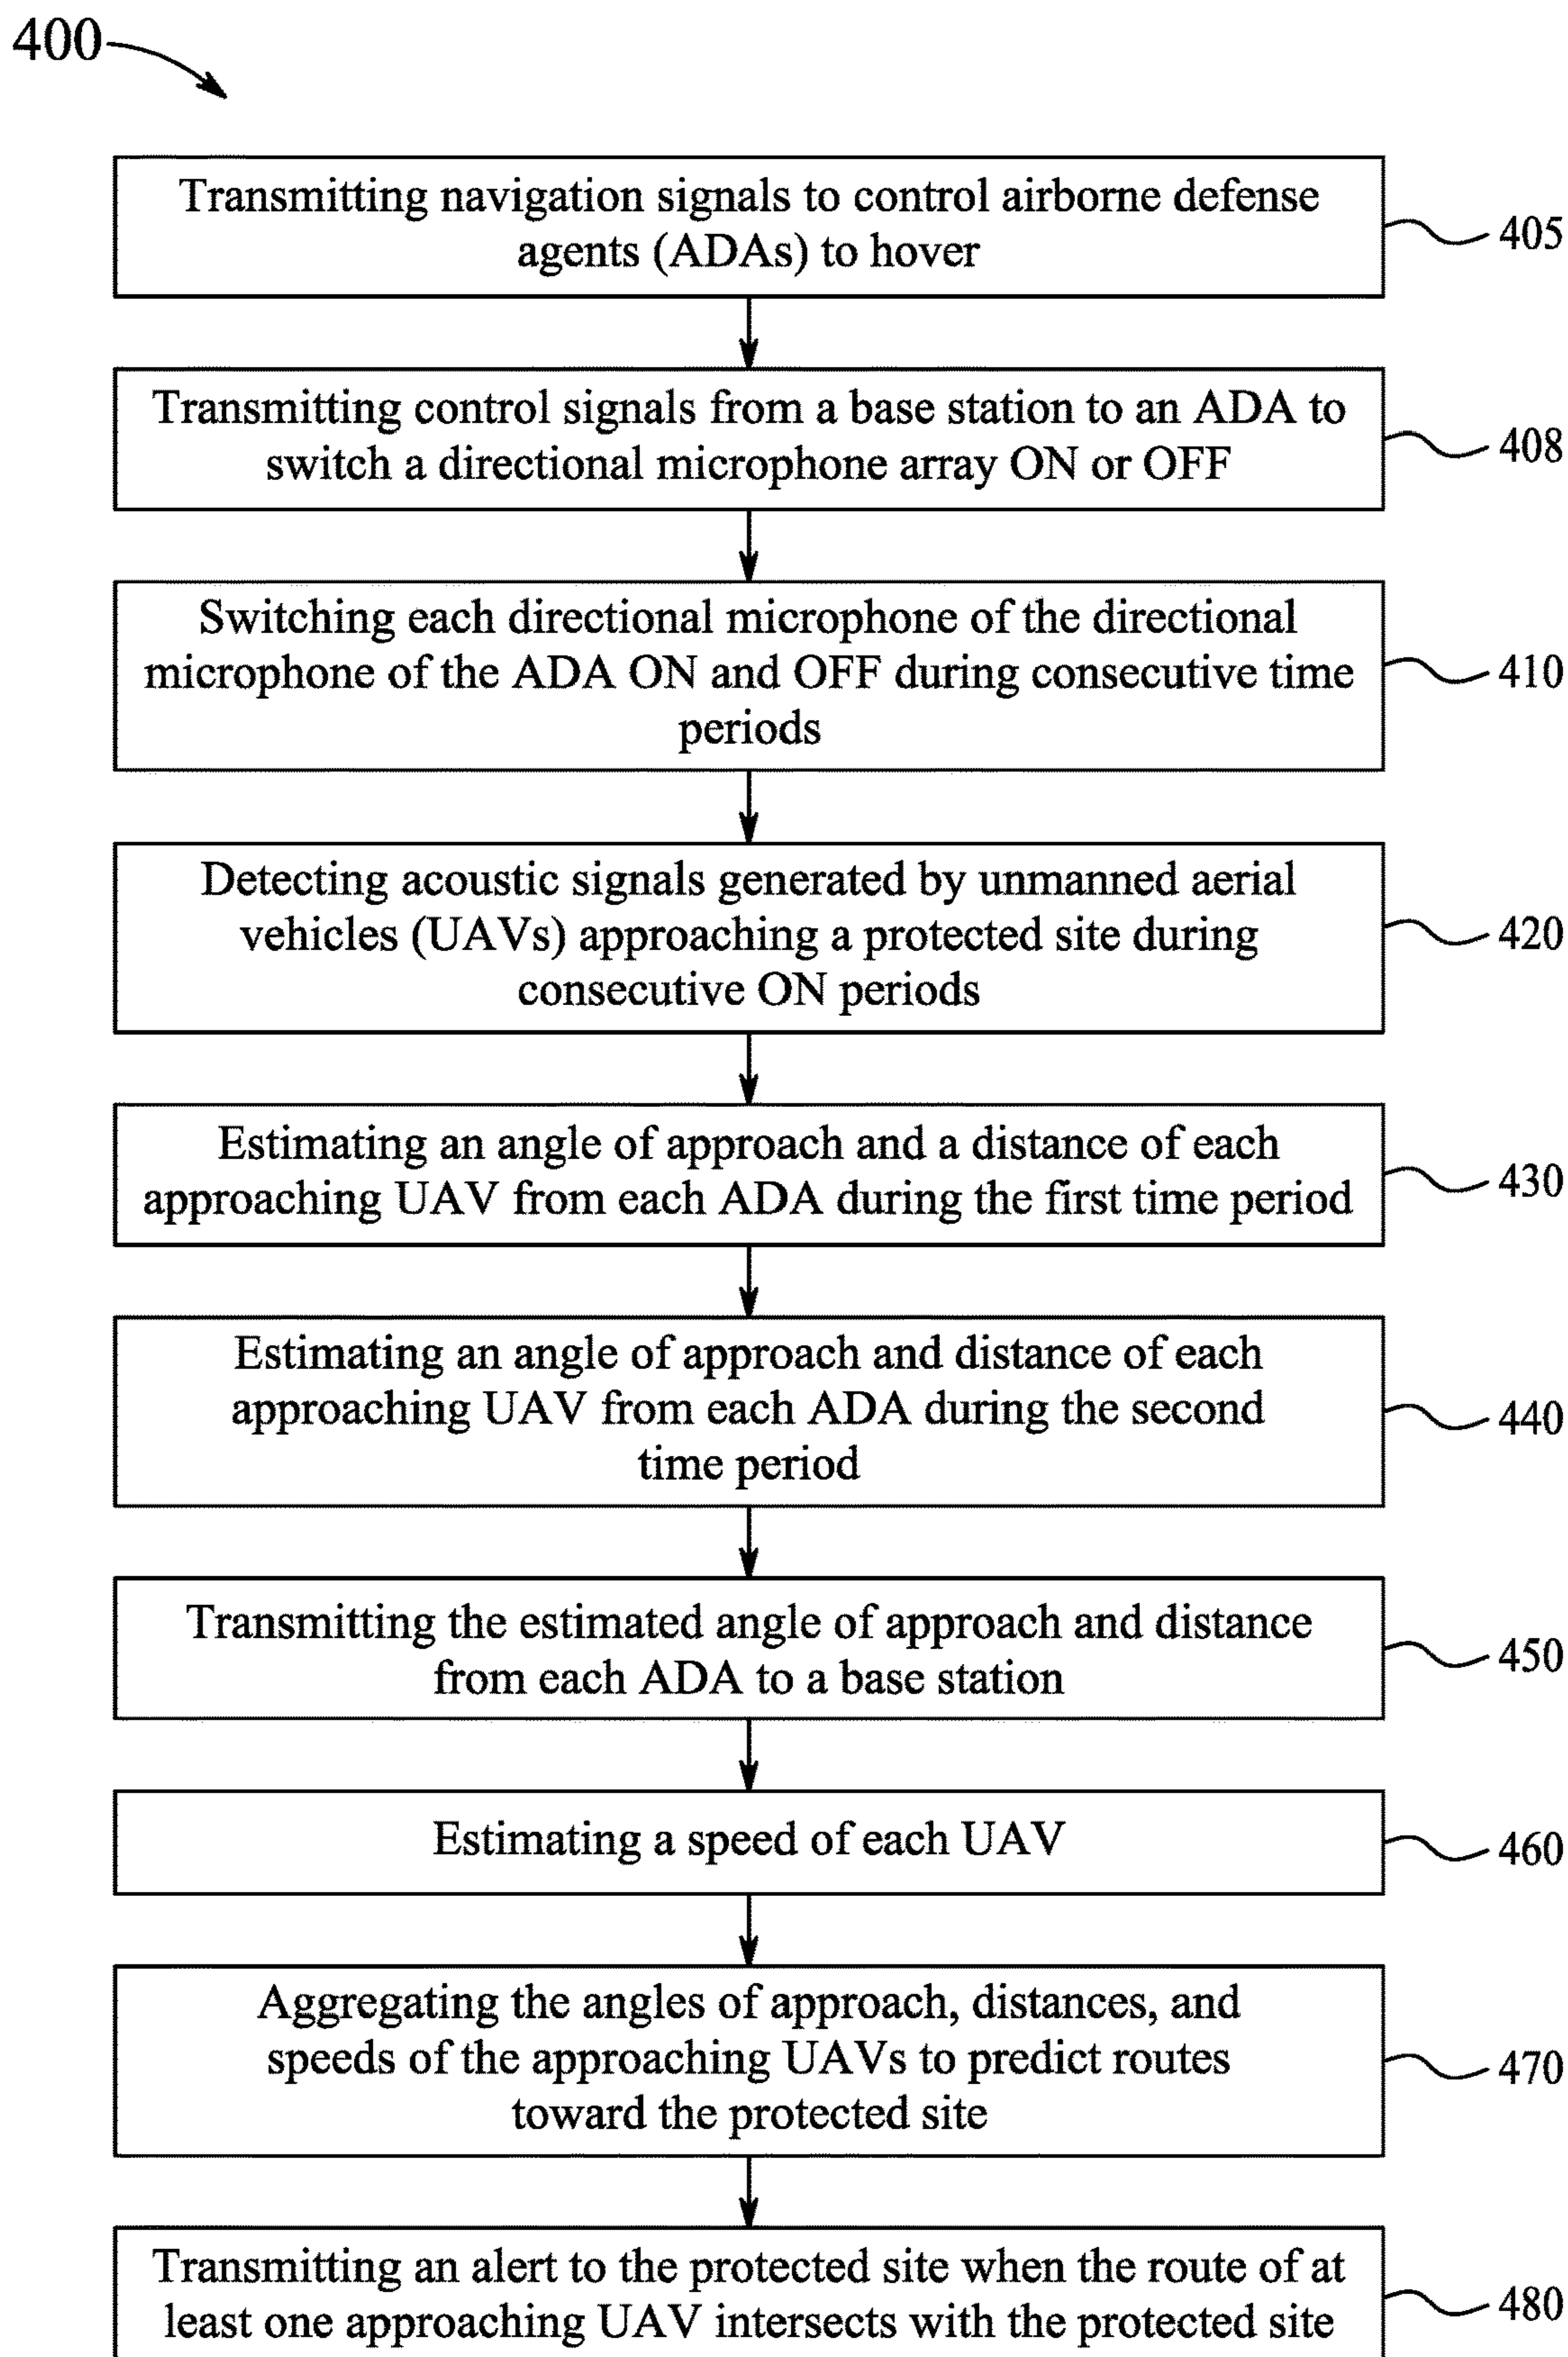 400
Transmitting navigation signals to control airborne defense
agents (ADAs) to hover
405
Transmitting control signals from a base station to an ADA to
switch a directional microphone array ON or OFF
408
Switching each directional microphone of the directional
microphone of the ADA ON and OFF during consecutive time
periods
410
Detecting acoustic signals generated by unmanned aerial
vehicles (UAVs) approaching a protected site during
consecutive ON periods
420
Estimating an angle of approach and a distance of each
approaching UAV from each ADA during the first time period
430
Estimating an angle of approach and distance of each
approaching UAV from each ADA during the second
time period
440
Transmitting the estimated angle of approach and distance
from each ADA to a base station
450
Estimating a speed of each UAV
460
Aggregating the angles of approach, distances, and
speeds of the approaching UAVs to predict routes
toward the protected site
470
Transmitting an alert to the protected site when the route of at
least one approaching UAV intersects with the protected site
480